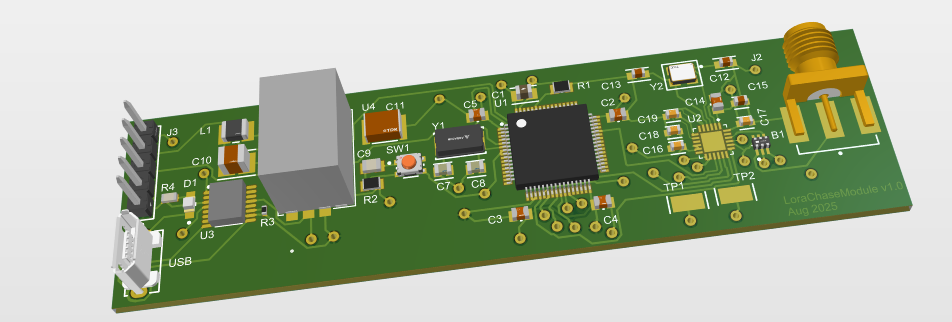 J2
C12
Y2
C13
R1
C1
U1
C15
C14
C2
C5
U4
C11
Y1
C19
U2
C17
C18
B1
C16
J3
L1
C10
C9
SW1
C7
C8
R2
D1
R4
R3
U3
TP1
TP2
C3
C4
LoraChaseModule v1.0
Aug 2025
USB